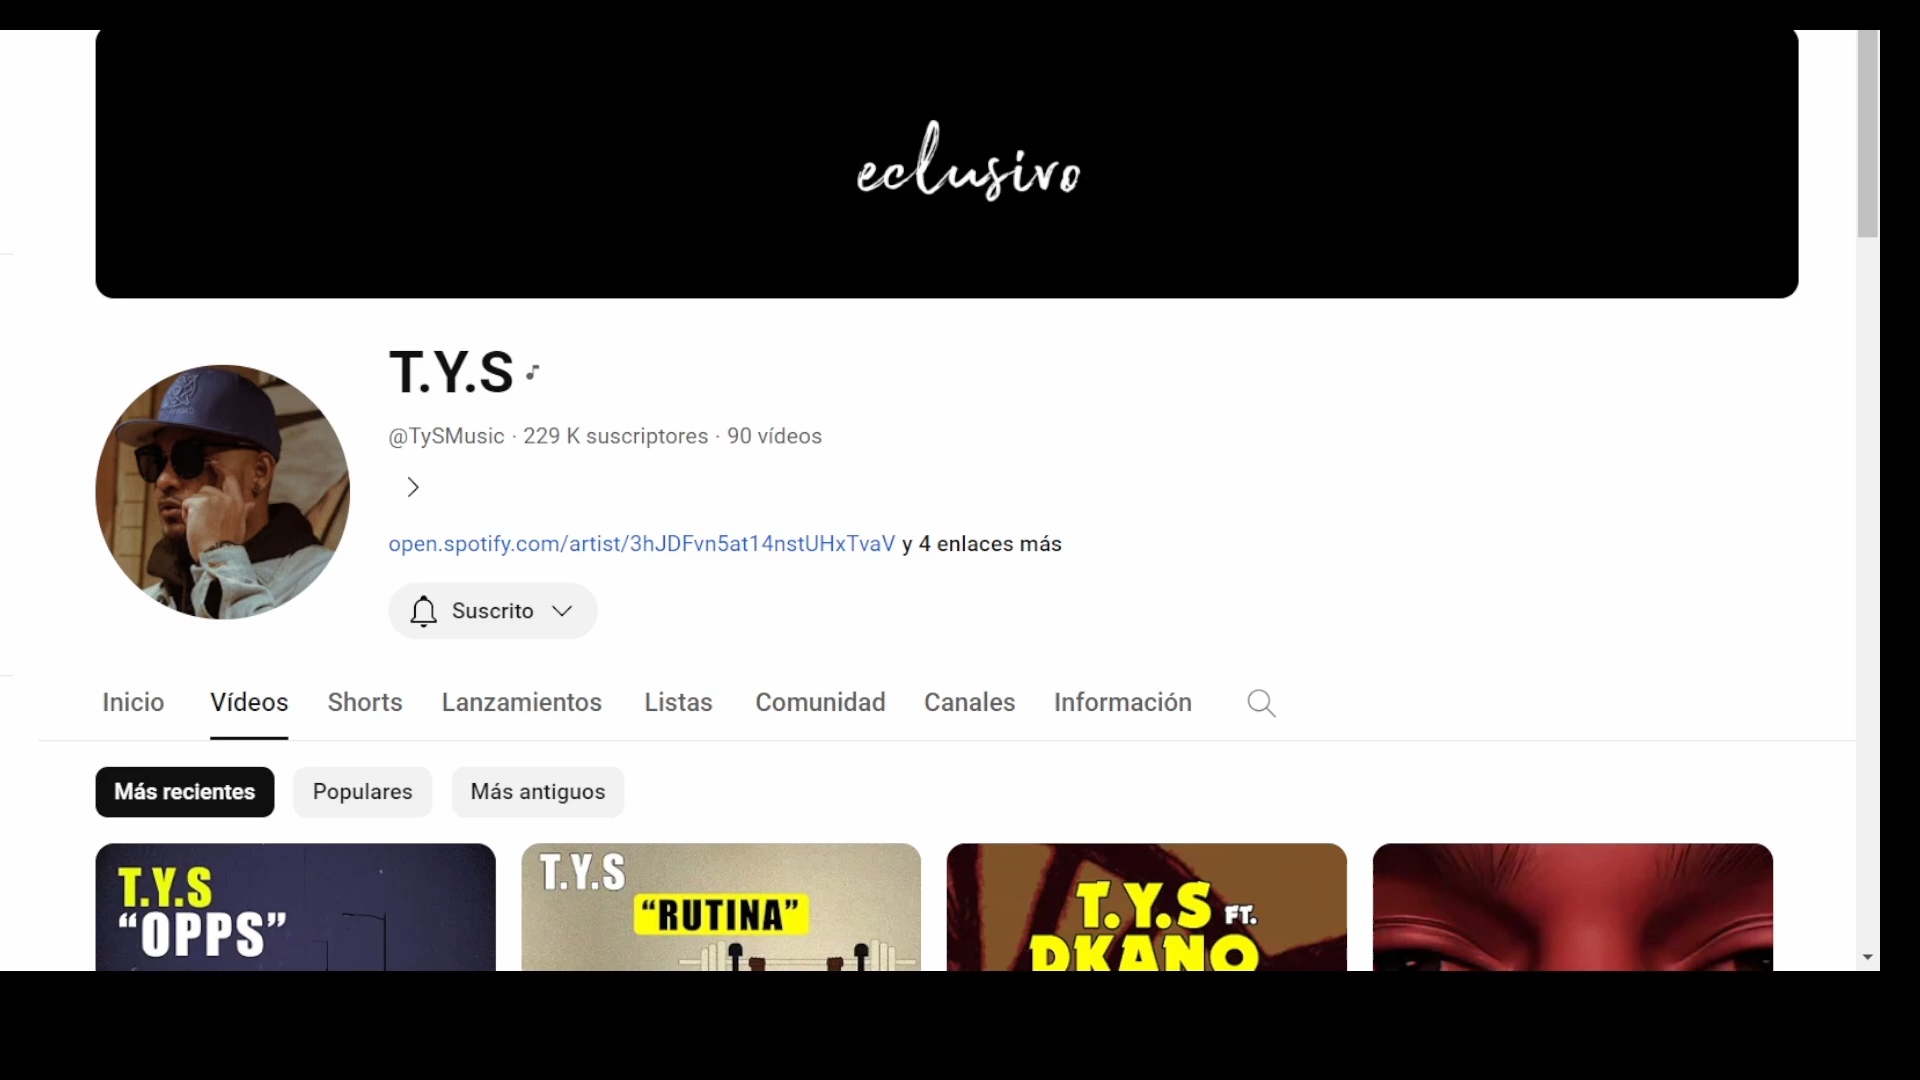 eclusivo
T.Y.S
@TySMusic · 229 K suscriptores · 90 vídeos
open.spotify.com/artist/3hJDFvn5at14nstUHxTvaV y 4 enlaces más
Suscrito
Inicio Vídeos Shorts Lanzamientos Listas Comunidad Canales Información
Más recientes Populares Más antiguos
T.Y.S
“OPPS”
T.Y.S
“RUTINA”
T.Y.S FT.
DKANO